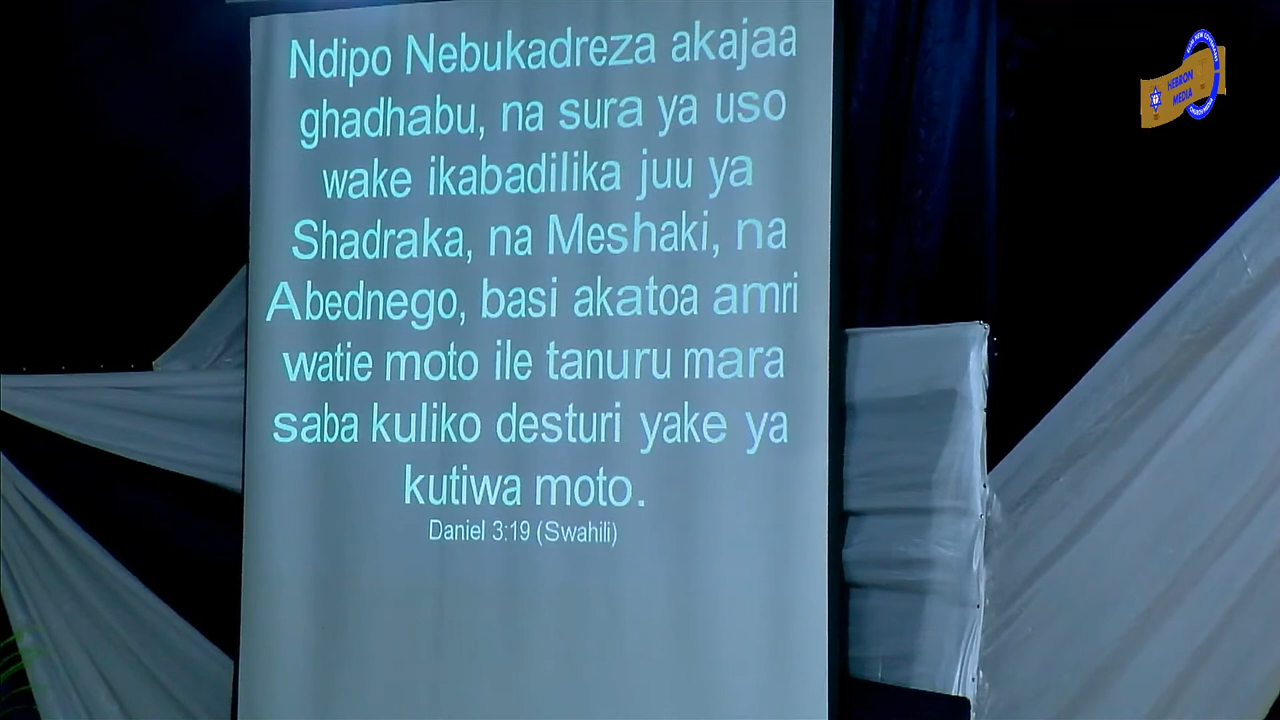 Ndipo Nebukadreza akajaa
ghadhabu, na sura ya uso
wake ikabadilika juu ya
Shadraka, na Meshaki, na
Abednego, basi akatoa amri
watie moto ile tanuru mara
saba kuliko desturi yake ya
kutiwa moto.
Daniel 3:19 (Swahili)
HEBRON
MEDIA